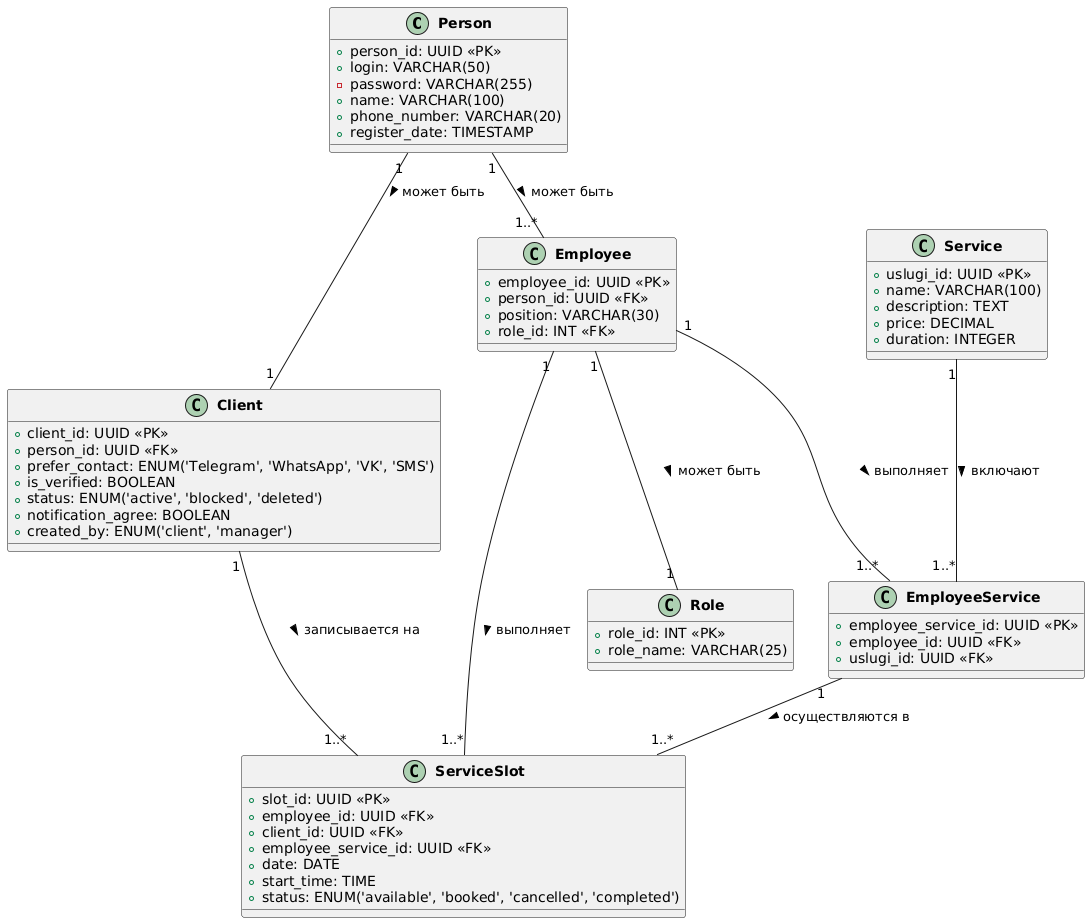 C Person
person_id: UUID «PK»
login: VARCHAR(50)
password: VARCHAR(255)
name: VARCHAR(100)
phone_number: VARCHAR(20)
register_date: TIMESTAMP
1
1
может быть
может быть
1..*
1
C Employee
employee_id: UUID «PK»
person_id: UUID «FK»
position: VARCHAR(30)
role_id: INT «FK»
C Service
uslugi_id: UUID «PK»
name: VARCHAR(100)
description: TEXT
price: DECIMAL
duration: INTEGER
1
1
1
1
1
C Client
client_id: UUID «PK»
person_id: UUID «FK»
prefer_contact: ENUM('Telegram', 'WhatsApp', 'VK', 'SMS')
is_verified: BOOLEAN
status: ENUM('active', 'blocked', 'deleted')
notification_agree: BOOLEAN
created_by: ENUM('client', 'manager')
может быть
выполняет
включают
1
1
1..*
1..*
C Role
role_id: INT «PK»
role_name: VARCHAR(25)
C EmployeeService
employee_service_id: UUID «PK»
employee_id: UUID «FK»
uslugi_id: UUID «FK»
записывается на
выполняет
1
осуществляются в
1..*
1..*
1..*
C ServiceSlot
slot_id: UUID «PK»
employee_id: UUID «FK»
client_id: UUID «FK»
employee_service_id: UUID «FK»
date: DATE
start_time: TIME
status: ENUM('available', 'booked', 'cancelled', 'completed')